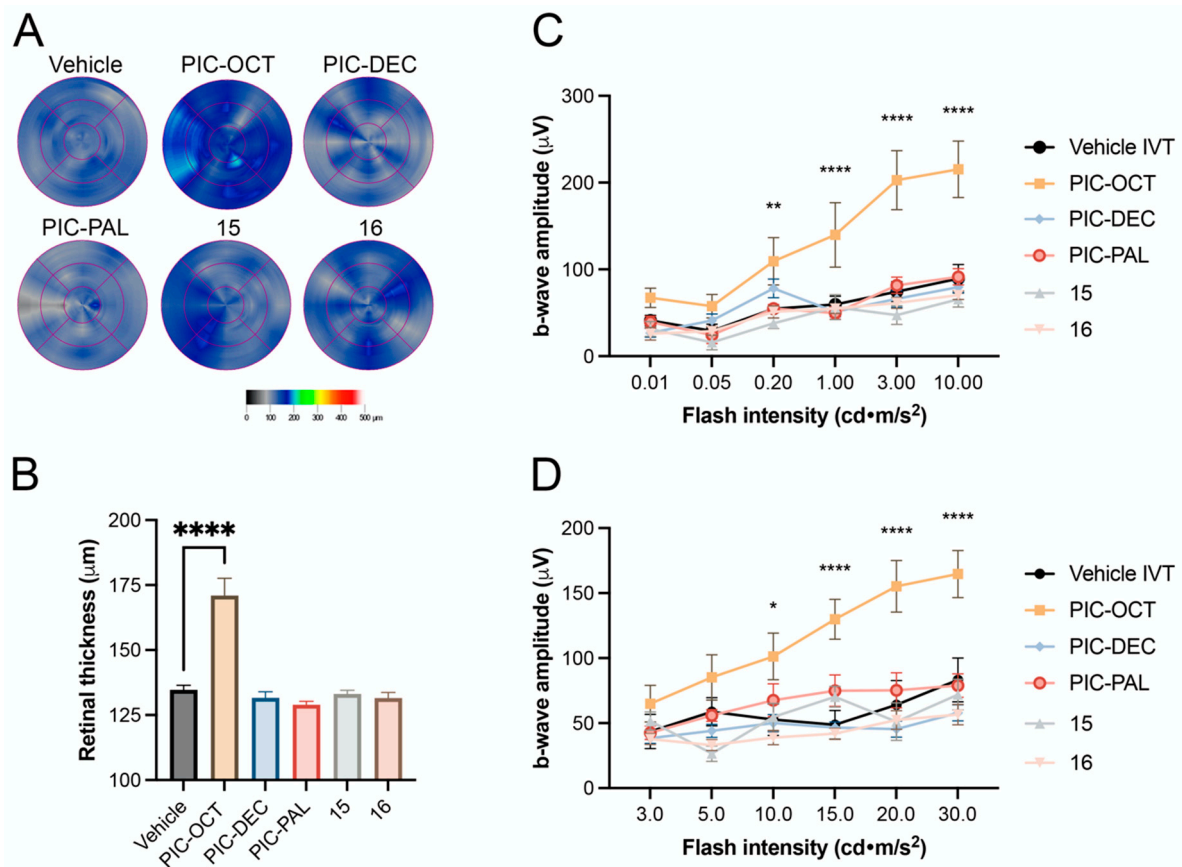 A
Vehicle PIC-OCT PIC-DEC
PIC-PAL 15 16
0 100 200 300 400 500 µm
B
Retinal thickness (µm)
200
175
150
125
100
****
Vehicle PIC-OCT PIC-DEC PIC-PAL 15 16
C
b-wave amplitude (µV)
300
200
100
0
** **** **** ****
0.01 0.05 0.20 1.00 3.00 10.00
Flash intensity (cd•m/s²)
Vehicle IVT
PIC-OCT
PIC-DEC
PIC-PAL
15
16
D
b-wave amplitude (µV)
200
150
100
50
0
* **** **** ****
3.0 5.0 10.0 15.0 20.0 30.0
Flash intensity (cd•m/s²)
Vehicle IVT
PIC-OCT
PIC-DEC
PIC-PAL
15
16